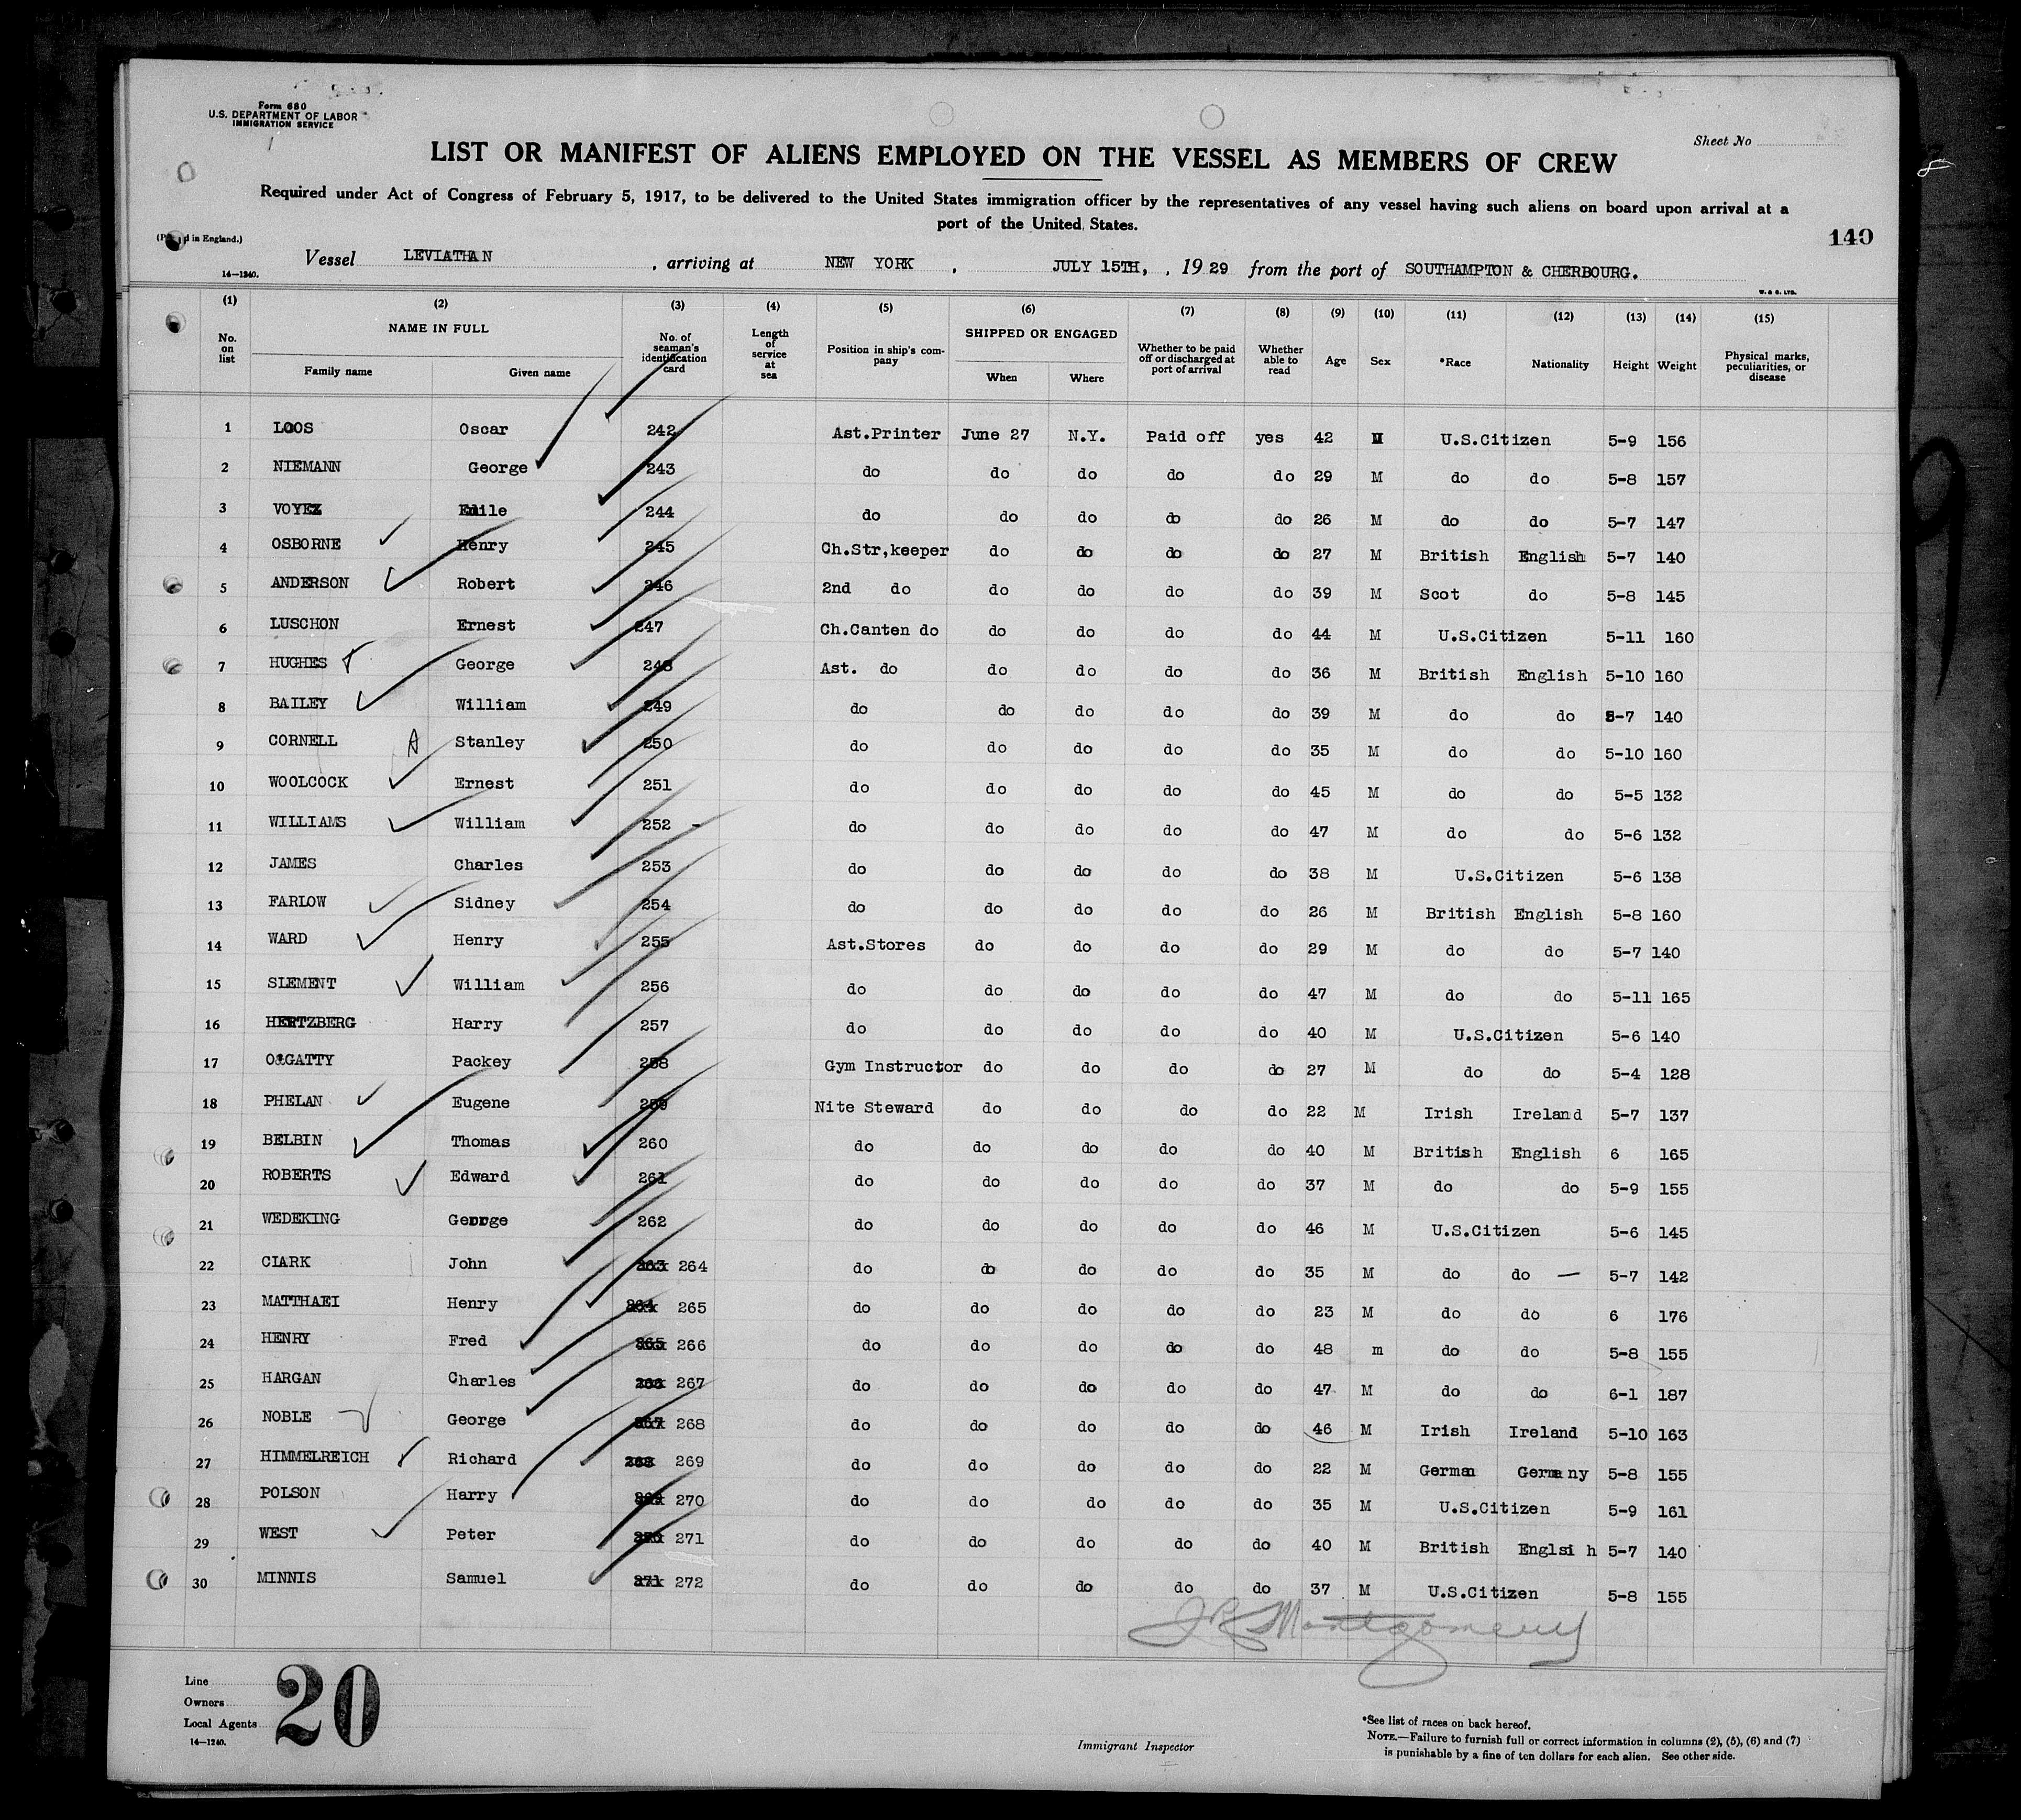 Form 680
U.S. DEPARTMENT OF LABOR
IMMIGRATION SERVICE
Sheet No
LIST OR MANIFEST OF ALIENS EMPLOYED ON THE VESSEL AS MEMBERS OF CREW
Required under Act of Congress of February 5, 1917, to be delivered to the United States immigration officer by the representatives of any vessel having such aliens on board upon arrival at a
port of the United States.
140
in England.)
Vessel LEVIATHAN , arriving at NEW YORK , JULY 15TH, , 1929 from the port of SOUTHAMPTON & CHERBOURG.
14—1240.
W. & S. LTD.
(1) (2) (3) (4) (5) (6) (7) (8) (9) (10) (11) (12) (13) (14) (15)
No. on list NAME IN FULL Family name Given name No. of seaman's identification card Length of service at sea Position in ship's company SHIPPED OR ENGAGED When Where Whether to be paid off or discharged at port of arrival Whether able to read Age Sex *Race Nationality Height Weight Physical marks, peculiarities, or disease
1 LOOS Oscar 242 Ast.Printer June 27 N.Y. Paid off yes 42 M U.S.Citizen 5-9 156
2 NIEMANN George 243 do do do do do 29 M do do 5-8 157
3 VOYEZ Emile 244 do do do do do 26 M do do 5-7 147
4 OSBORNE Henry 245 Ch.Str,keeper do do do do 27 M British English 5-7 140
5 ANDERSON Robert 246 2nd do do do do do 39 M Scot do 5-8 145
6 LUSCHON Ernest 247 Ch.Canten do do do do do 44 M U.S.Citizen 5-11 160
7 HUGHES George 248 Ast. do do do do do 36 M British English 5-10 160
8 BAILEY William 249 do do do do do 39 M do do 5-7 140
9 CORNELL A Stanley 250 do do do do do 35 M do do 5-10 160
10 WOOLCOCK Ernest 251 do do do do do 45 M do do 5-5 132
11 WILLIAMS William 252 - do do do do do 47 M do do 5-6 132
12 JAMES Charles 253 do do do do do 38 M U.S.Citizen 5-6 138
13 FARLOW Sidney 254 do do do do do 26 M British English 5-8 160
14 WARD Henry 255 Ast.Stores do do do do 29 M do do 5-7 140
15 SLEMENT William 256 do do do do do 47 M do do 5-11 165
16 HERTZBERG Harry 257 do do do do do 40 M U.S.Citizen 5-6 140
17 O'GATTY Packey 258 Gym Instructor do do do do 27 M do do 5-4 128
18 PHELAN Eugene 259 Nite Steward do do do do 22 M Irish Ireland 5-7 137
19 BELBIN Thomas 260 do do do do do 40 M British English 6 165
20 ROBERTS Edward 261 do do do do do 37 M do do 5-9 155
21 WEDEKING George 262 do do do do do 46 M U.S.Citizen 5-6 145
22 CLARK John 263 264 do do do do do 35 M do do — 5-7 142
23 MATTHAEI Henry 264 265 do do do do do 23 M do do 6 176
24 HENRY Fred 265 266 do do do do do 48 m do do 5-8 155
25 HARGAN Charles 266 267 do do do do do 47 M do do 6-1 187
26 NOBLE George 267 268 do do do do do 46 M Irish Ireland 5-10 163
27 HIMMELREICH Richard 268 269 do do do do do 22 M German Germany 5-8 155
28 POLSON Harry 269 270 do do do do do 35 M U.S.Citizen 5-9 161
29 WEST Peter 270 271 do do do do do 40 M British Englsi h 5-7 140
30 MINNIS Samuel 271 272 do do do do do 37 M U.S.Citizen 5-8 155
JR Montgomery
Line
Owners
Local Agents
14—1240.
20
Immigrant Inspector
*See list of races on back hereof.
NOTE.—Failure to furnish full or correct information in columns (2), (5), (6) and (7)
is punishable by a fine of ten dollars for each alien. See other side.